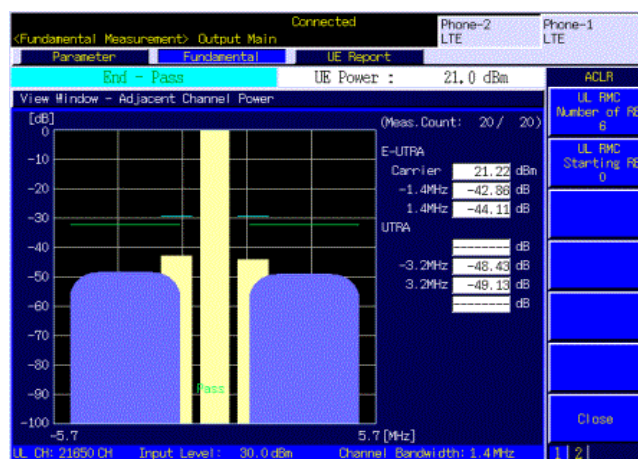 Connected
Phone-2
LTE
Phone-1
LTE
<Fundamental Measurement> Output Main
Parameter
Fundamental
UE Report
End - Pass
UE Power :
21.0 dBm
ACLR
View Window - Adjacent Channel Power
UL RMC
Number of RB
6
UL RMC
Starting RB
0
Close
1 2
[dB]
0
-10
-20
-30
-40
-50
-60
-70
-80
-90
-100
Pass
-5.7
5.7 [MHz]
(Meas.Count: 20/ 20)
E-UTRA
Carrier 21.22 dBm
-1.4MHz -42.86 dB
1.4MHz -44.11 dB
UTRA
------- dB
-3.2MHz -48.43 dB
3.2MHz -49.13 dB
------- dB
UL CH: 21650 CH Input Level: 30.0 dBm Channel Bandwidth: 1.4 MHz